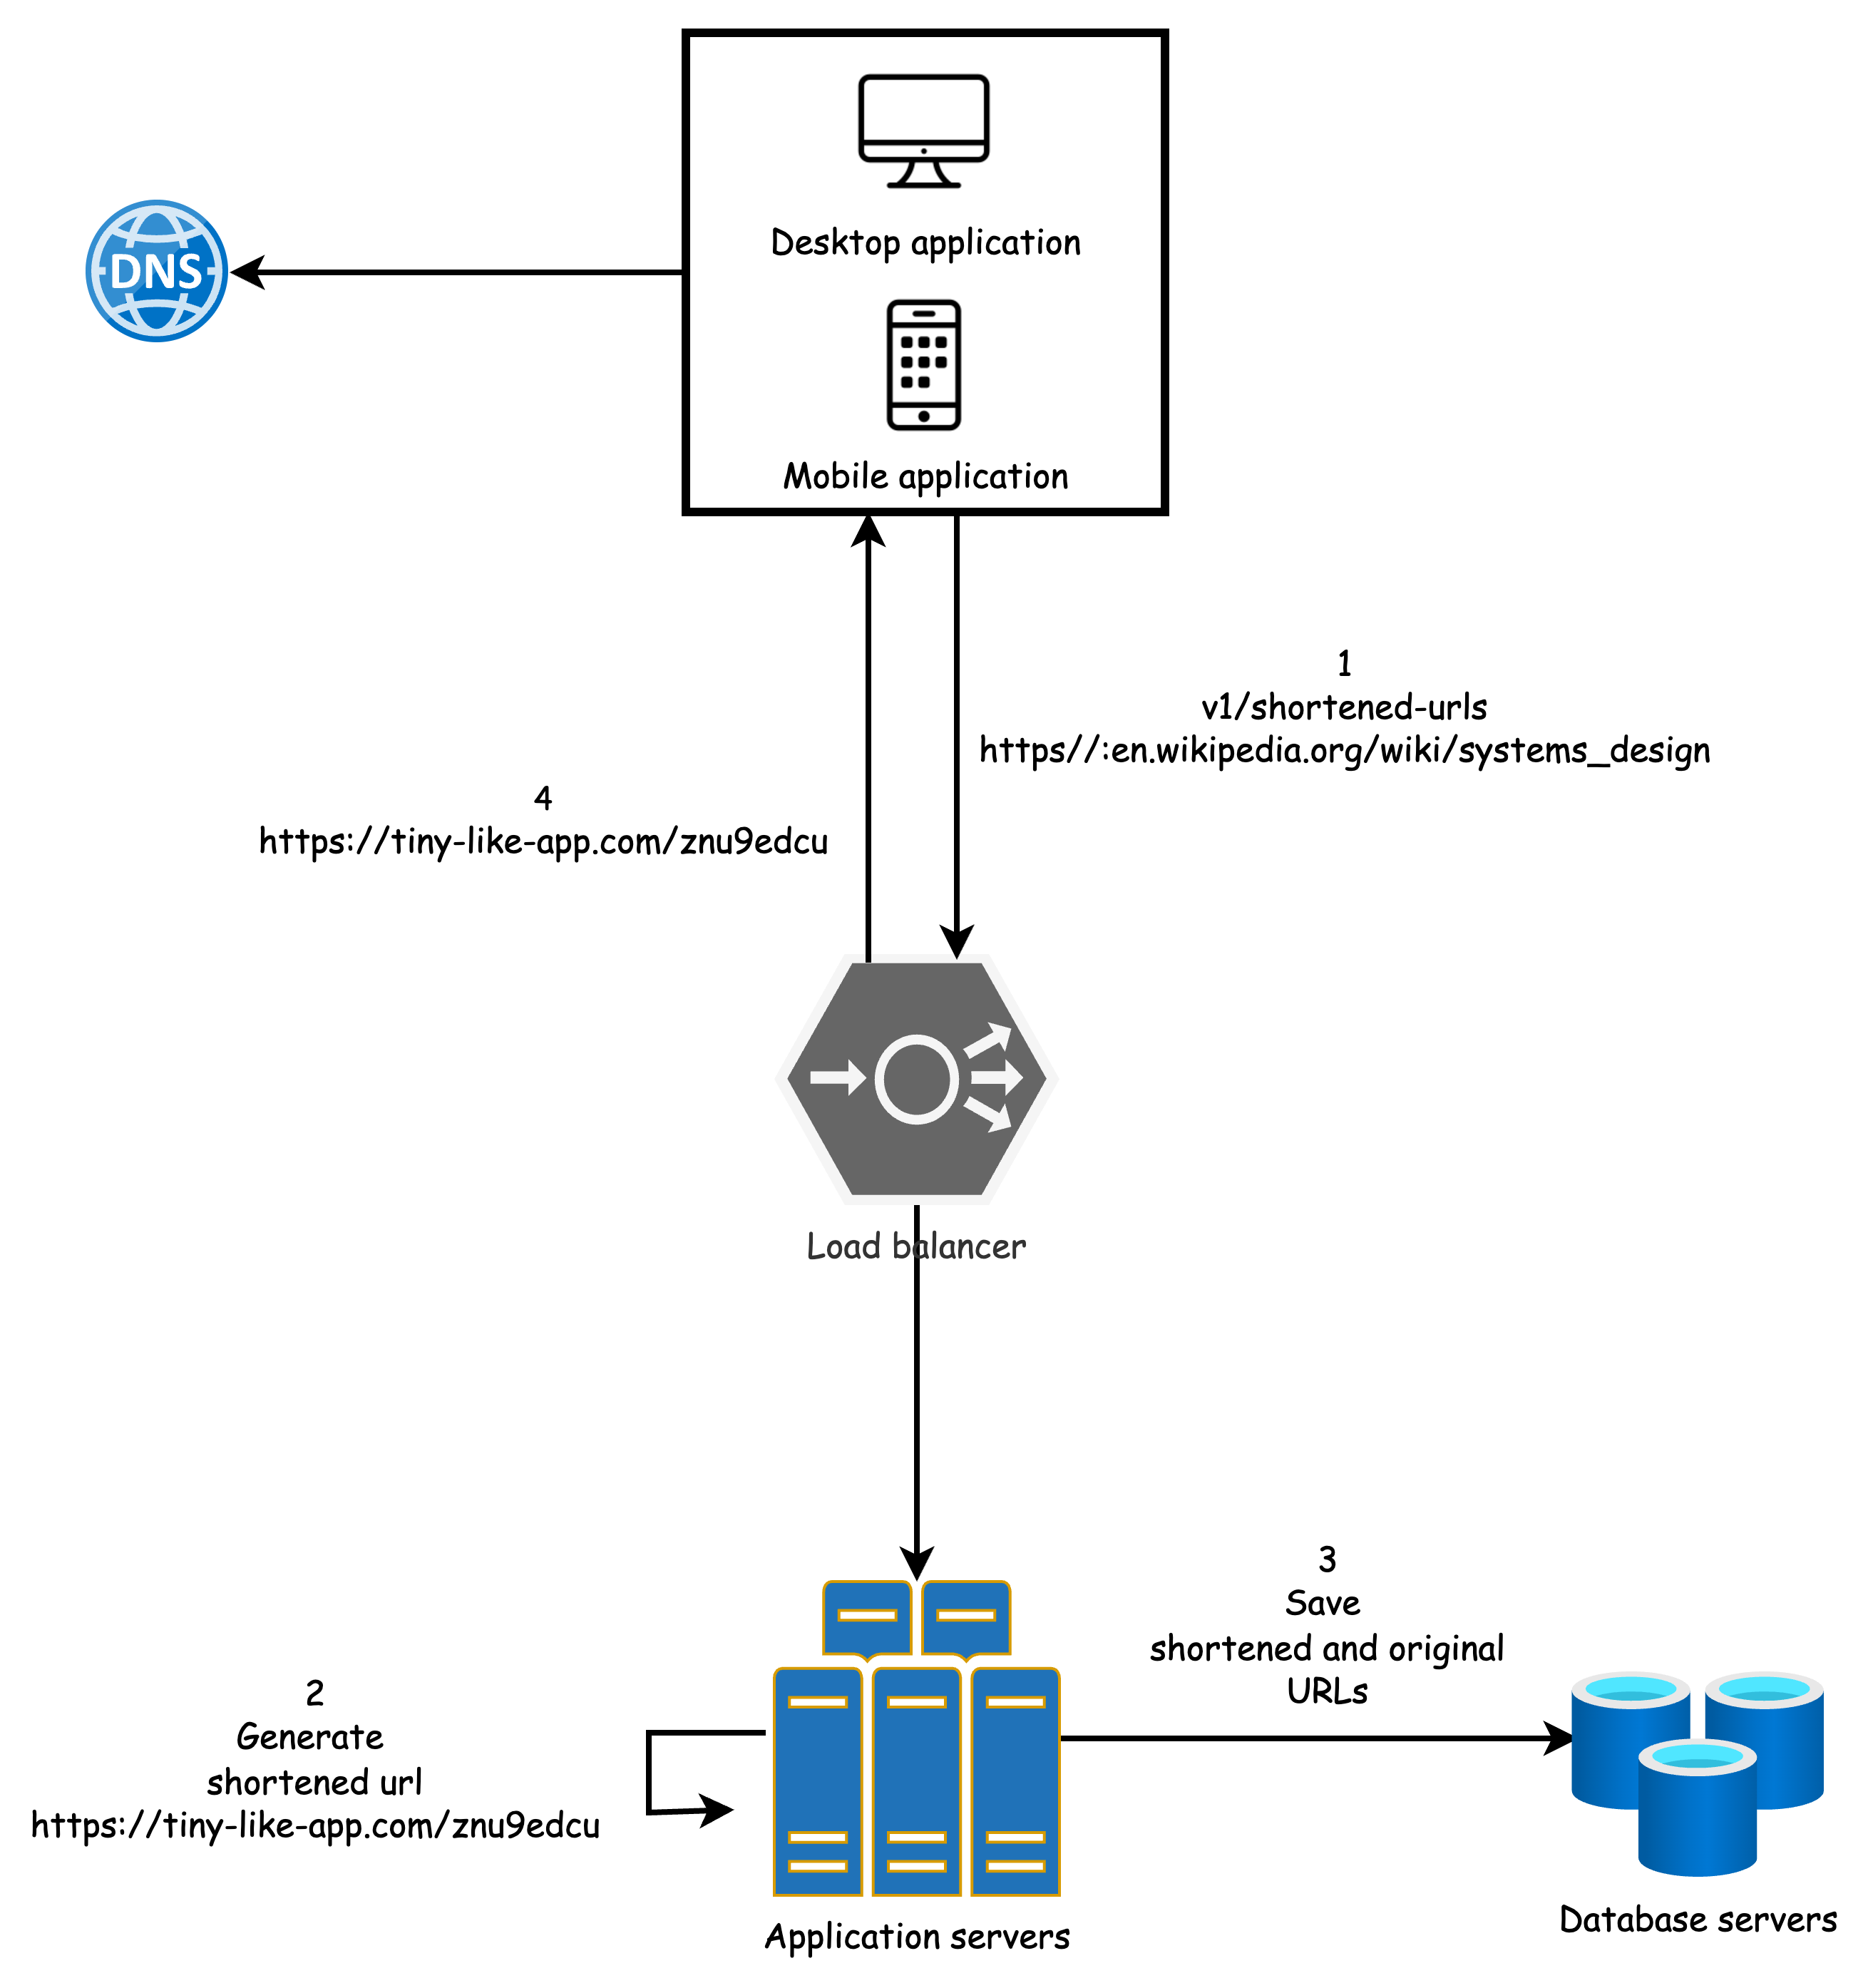 Desktop application
DNS
Mobile application
1
v1/shortened-urls
https//:en.wikipedia.org/wiki/systems_design
4
https://tiny-like-app.com/znu9edcu
Load balancer
3
Save
shortened and original
URLs
2
Generate
shortened url
https://tiny-like-app.com/znu9edcu
Database servers
Application servers